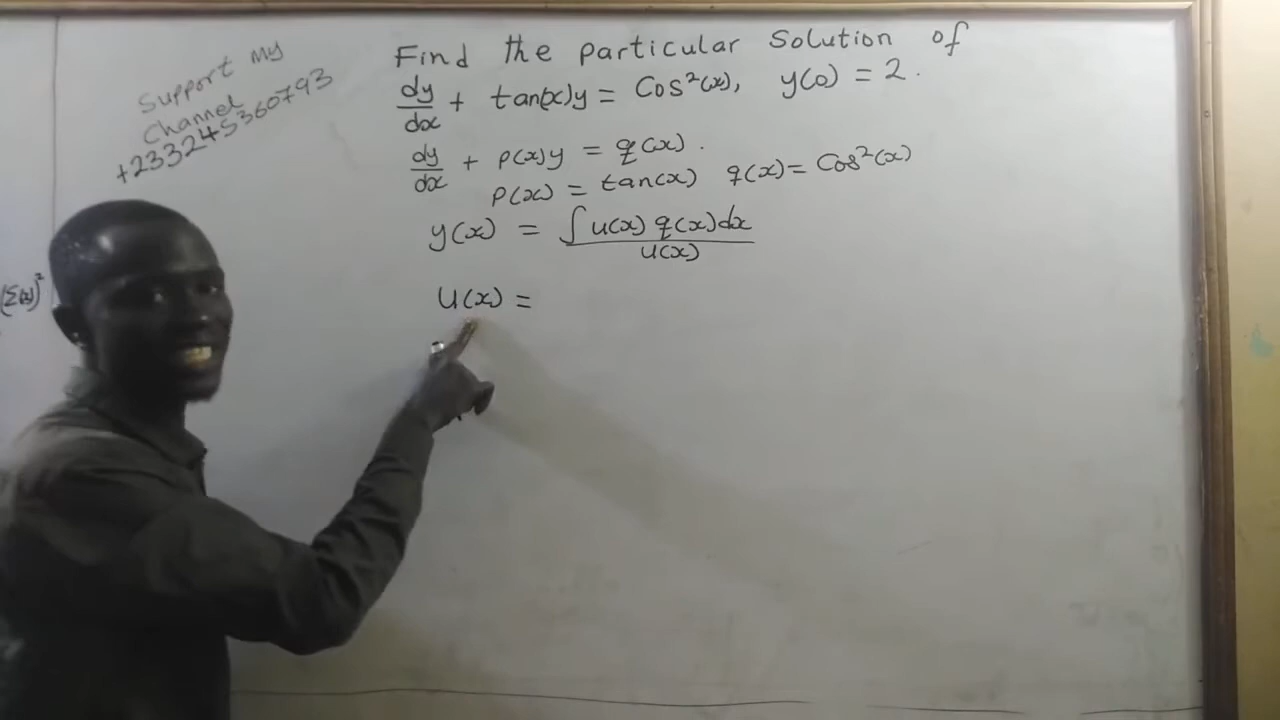 Support my
Channel
+233245360793
Find the particular Solution of
dy/dx + tan(x)y = Cos²(x), y(0) = 2.
dy/dx + p(x)y = q(x).
p(x) = tan(x) q(x) = Cos²(x)
y(x) = ∫u(x) q(x)dx / u(x)
u(x) =